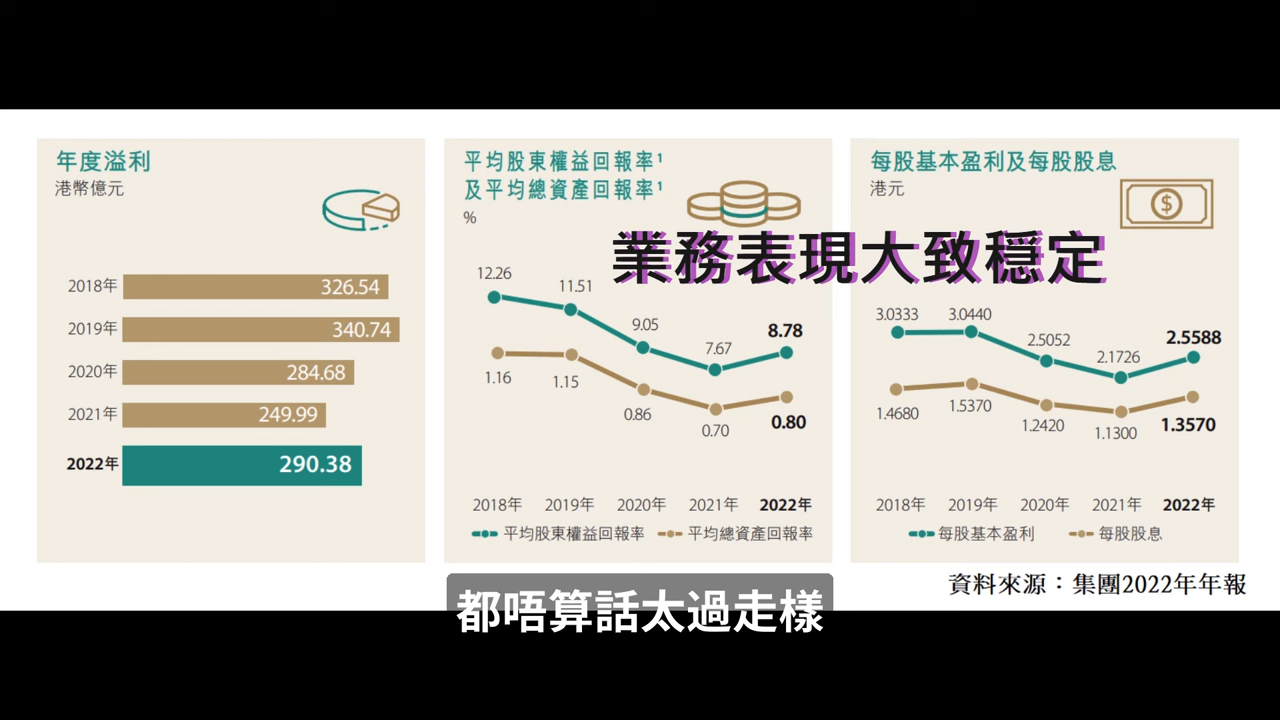 年度溢利
港幣億元
2018年 326.54
2019年 340.74
2020年 284.68
2021年 249.99
2022年 290.38
平均股東權益回報率¹
及平均總資產回報率¹
%
12.26 11.51 9.05 7.67 8.78
1.16 1.15 0.86 0.70 0.80
2018年 2019年 2020年 2021年 2022年
平均股東權益回報率 平均總資產回報率
每股基本盈利及每股股息
港元
$
3.0333 3.0440 2.5052 2.1726 2.5588
1.4680 1.5370 1.2420 1.1300 1.3570
2018年 2019年 2020年 2021年 2022年
每股基本盈利 每股股息
業務表現大致穩定
資料來源：集團2022年年報
都唔算話太過走樣